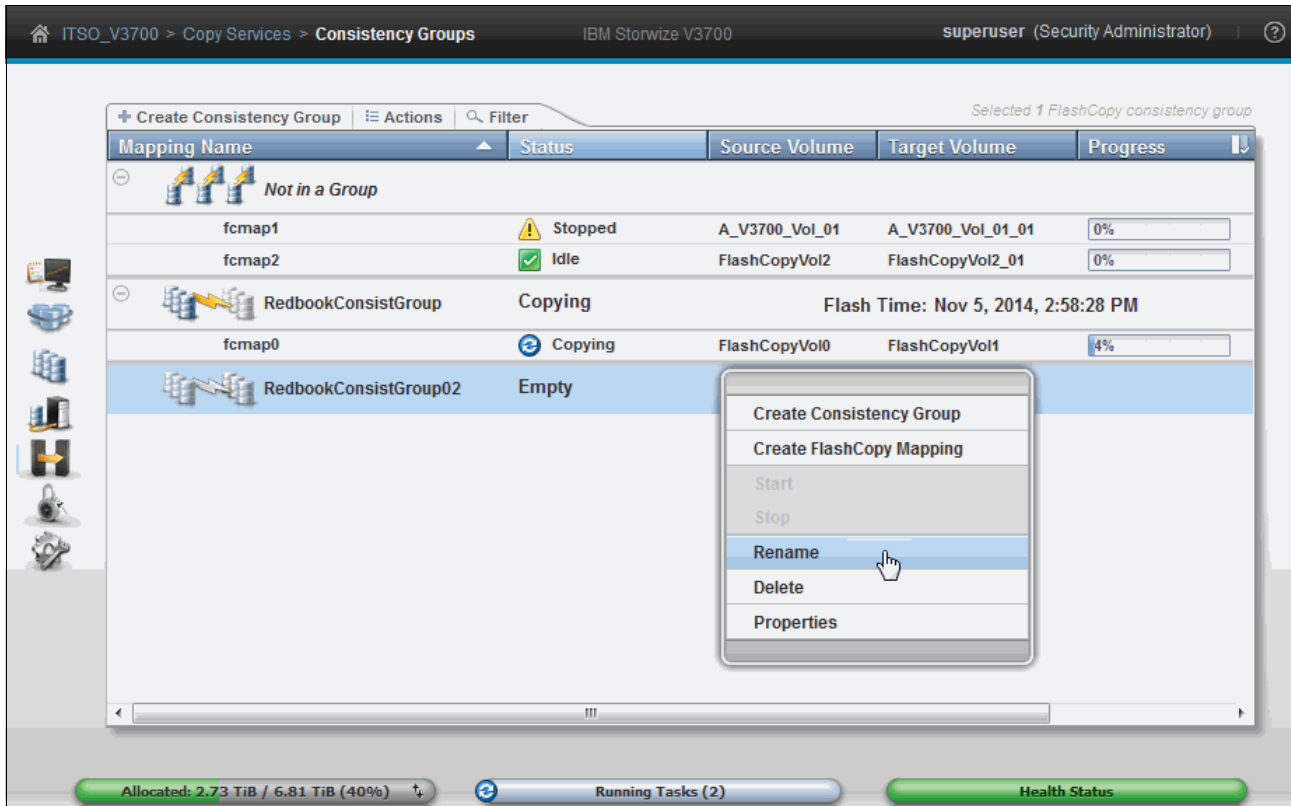 ITSO_V3700 > Copy Services > Consistency Groups IBM Storwize V3700 superuser (Security Administrator) | ?
Create Consistency Group Actions Filter Selected 1 FlashCopy consistency group
Mapping Name Status Source Volume Target Volume Progress
Not in a Group
fcmap1 Stopped A_V3700_Vol_01 A_V3700_Vol_01_01 0%
fcmap2 Idle FlashCopyVol2 FlashCopyVol2_01 0%
RedbookConsistGroup Copying Flash Time: Nov 5, 2014, 2:58:28 PM
fcmap0 Copying FlashCopyVol0 FlashCopyVol1 4%
RedbookConsistGroup02 Empty
Create Consistency Group
Create FlashCopy Mapping
Start
Stop
Rename
Delete
Properties
Allocated: 2.73 TiB / 6.81 TiB (40%) Running Tasks (2) Health Status